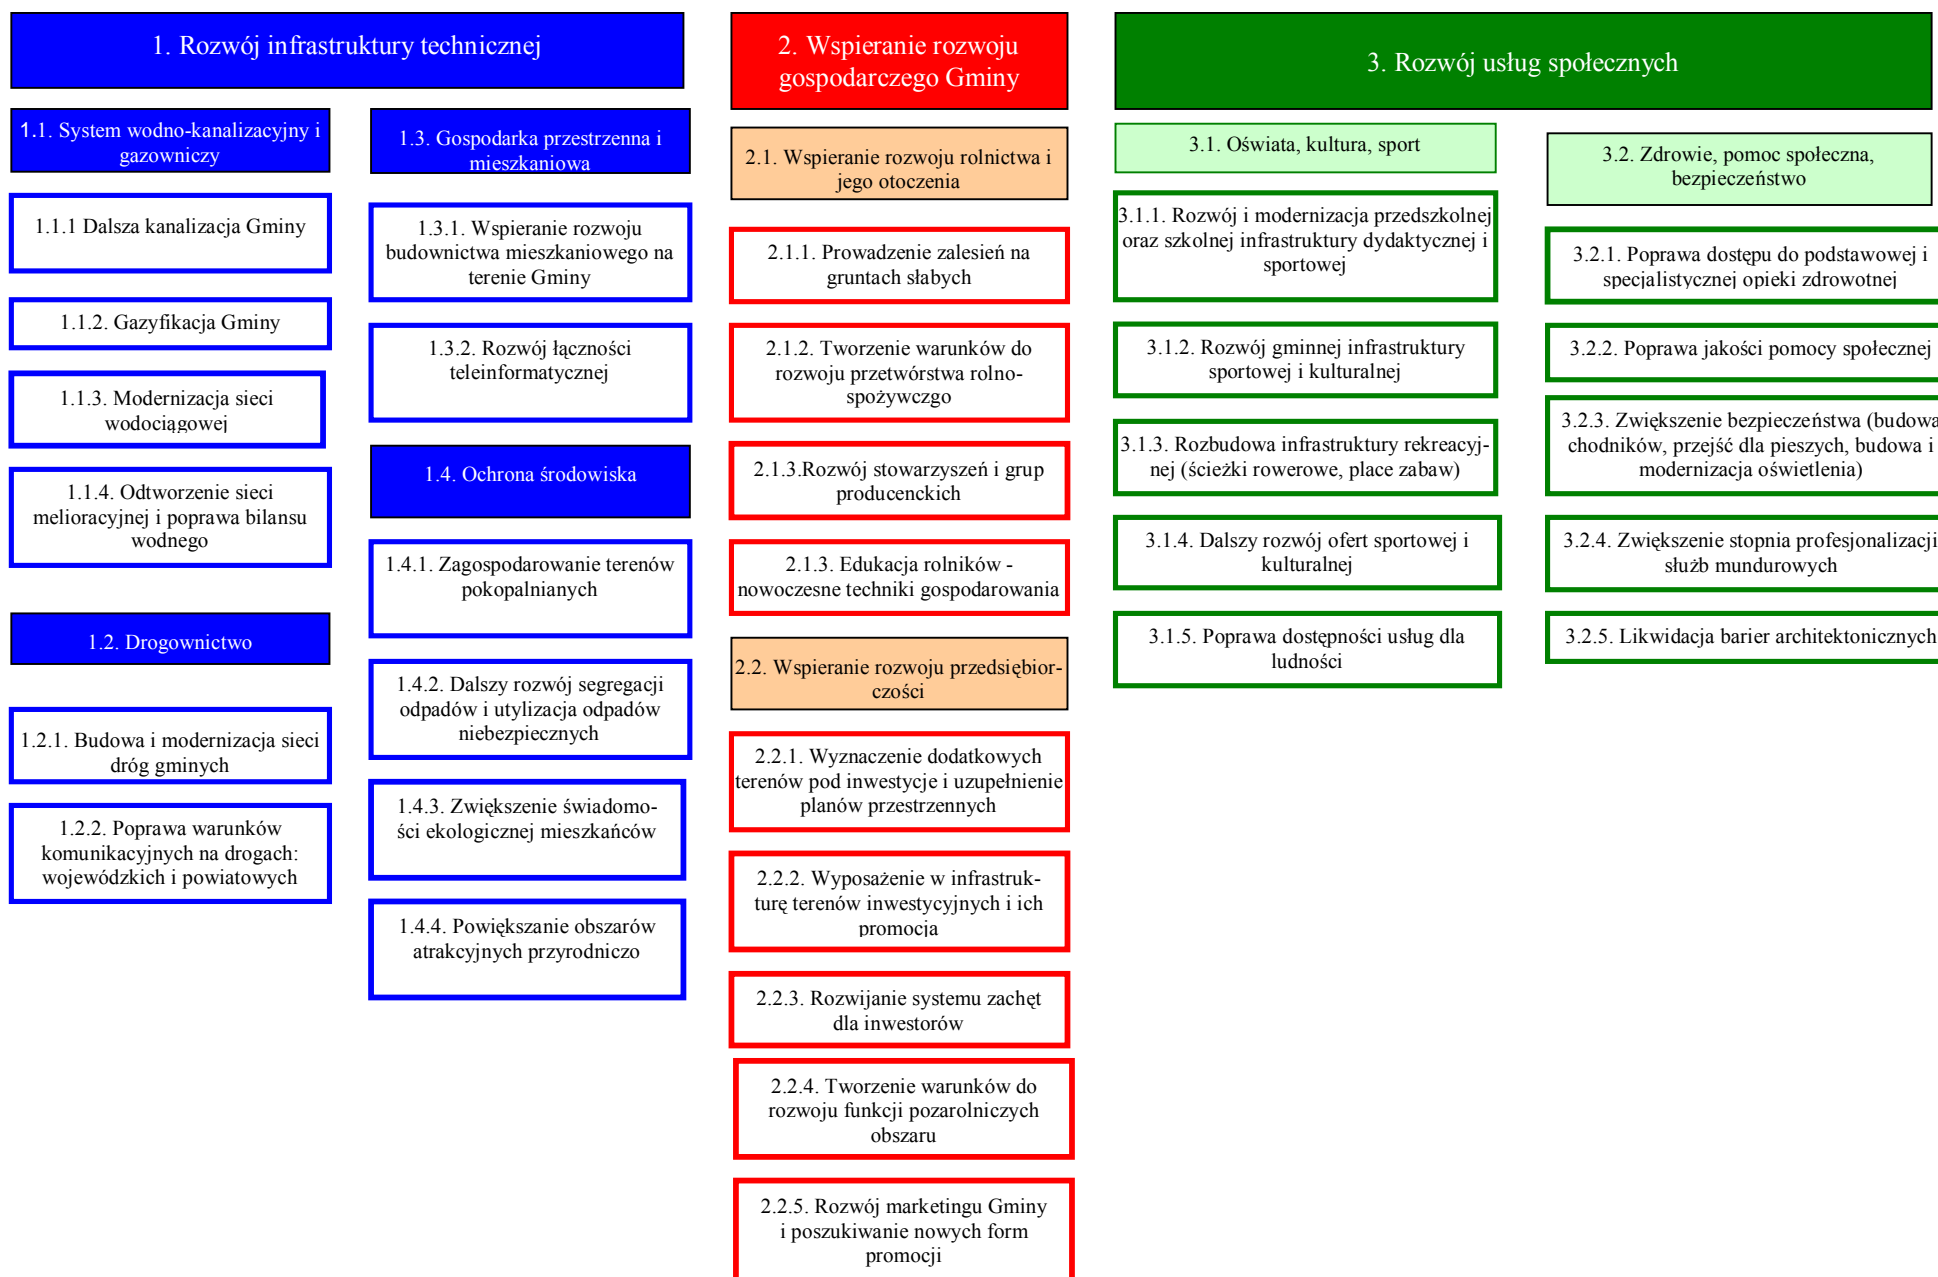 1. Rozwój infrastruktury technicznej
1.1. System wodno-kanalizacyjny i
gazowniczy
1.1.1 Dalsza kanalizacja Gminy
1.1.2. Gazyfikacja Gminy
1.1.3. Modernizacja sieci
wodociągowej
1.1.4. Odtworzenie sieci
melioracyjnej i poprawa bilansu
wodnego
1.2. Drogownictwo
1.2.1. Budowa i modernizacja sieci
dróg gminych
1.2.2. Poprawa warunków
komunikacyjnych na drogach:
wojewódzkich i powiatowych
1.3. Gospodarka przestrzenna i
mieszkaniowa
1.3.1. Wspieranie rozwoju
budownictwa mieszkaniowego na
terenie Gminy
1.3.2. Rozwój łączności
teleinformatycznej
1.4. Ochrona środowiska
1.4.1. Zagospodarowanie terenów
pokopalnianych
1.4.2. Dalszy rozwój segregacji
odpadów i utylizacja odpadów
niebezpiecznych
1.4.3. Zwiększenie świadomo-
ści ekologicznej mieszkańców
1.4.4. Powiększanie obszarów
atrakcyjnych przyrodniczo
2. Wspieranie rozwoju
gospodarczego Gminy
2.1. Wspieranie rozwoju rolnictwa i
jego otoczenia
2.1.1. Prowadzenie zalesień na
gruntach słabych
2.1.2. Tworzenie warunków do
rozwoju przetwórstwa rolno-
spożywczgo
2.1.3.Rozwój stowarzyszeń i grup
producenckich
2.1.3. Edukacja rolników -
nowoczesne techniki gospodarowania
2.2. Wspieranie rozwoju przedsiębior-
czości
2.2.1. Wyznaczenie dodatkowych
terenów pod inwestycje i uzupełnienie
planów przestrzennych
2.2.2. Wyposażenie w infrastruk-
turę terenów inwestycyjnych i ich
promocja
2.2.3. Rozwijanie systemu zachęt
dla inwestorów
2.2.4. Tworzenie warunków do
rozwoju funkcji pozarolniczych
obszaru
2.2.5. Rozwój marketingu Gminy
i poszukiwanie nowych form
promocji
3. Rozwój usług społecznych
3.1. Oświata, kultura, sport
3.1.1. Rozwój i modernizacja przedszkolnej
oraz szkolnej infrastruktury dydaktycznej i
sportowej
3.1.2. Rozwój gminnej infrastruktury
sportowej i kulturalnej
3.1.3. Rozbudowa infrastruktury rekreacyj-
nej (ścieżki rowerowe, place zabaw)
3.1.4. Dalszy rozwój ofert sportowej i
kulturalnej
3.1.5. Poprawa dostępności usług dla
ludności
3.2. Zdrowie, pomoc społeczna,
bezpieczeństwo
3.2.1. Poprawa dostępu do podstawowej i
specjalistycznej opieki zdrowotnej
3.2.2. Poprawa jakości pomocy społecznej
3.2.3. Zwiększenie bezpieczeństwa (budowa
chodników, przejść dla pieszych, budowa i
modernizacja oświetlenia)
3.2.4. Zwiększenie stopnia profesjonalizacji
służb mundurowych
3.2.5. Likwidacja barier architektonicznych